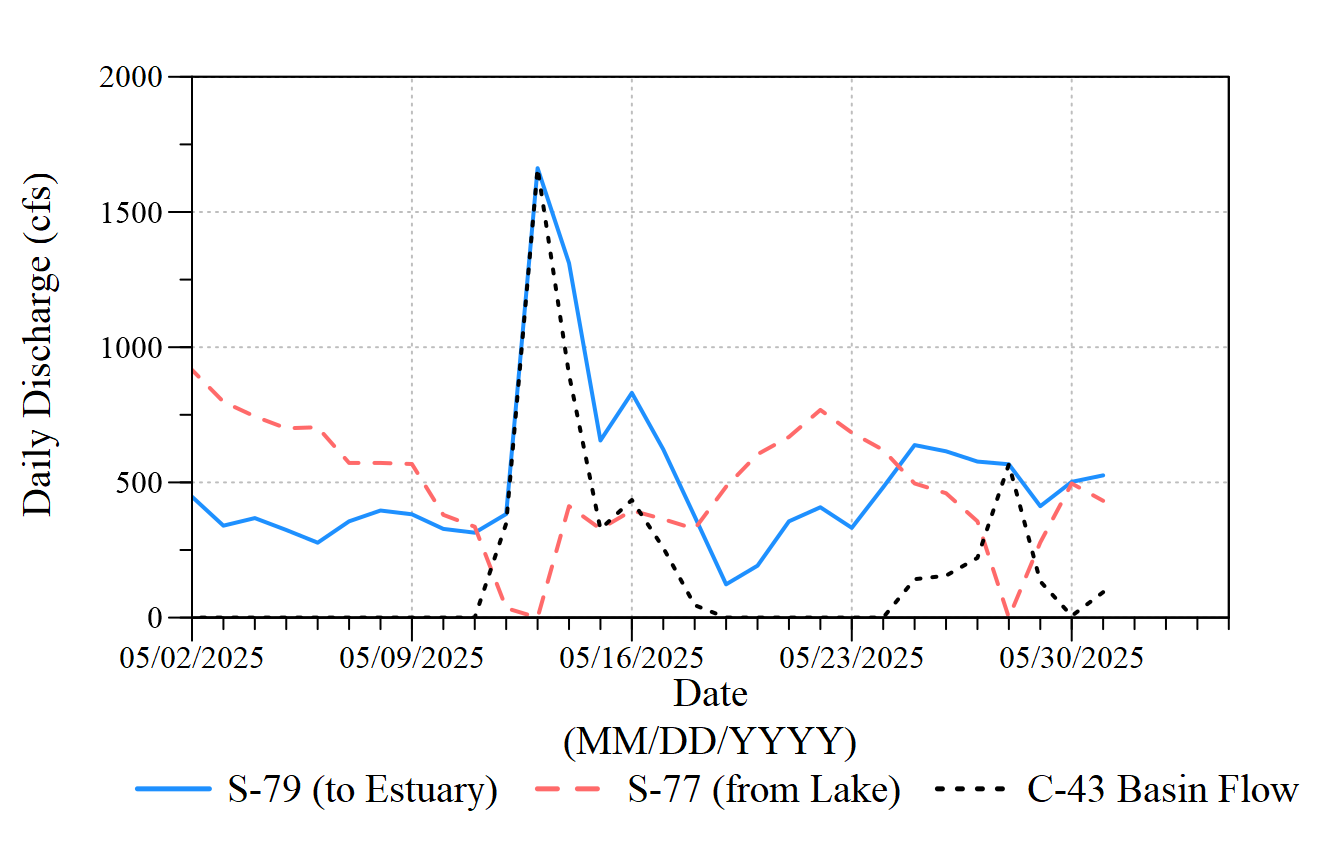 2000
1500
1000
500
0
Daily Discharge (cfs)
05/02/2025 05/09/2025 05/16/2025 05/23/2025 05/30/2025
Date
(MM/DD/YYYY)
S-79 (to Estuary) S-77 (from Lake) C-43 Basin Flow